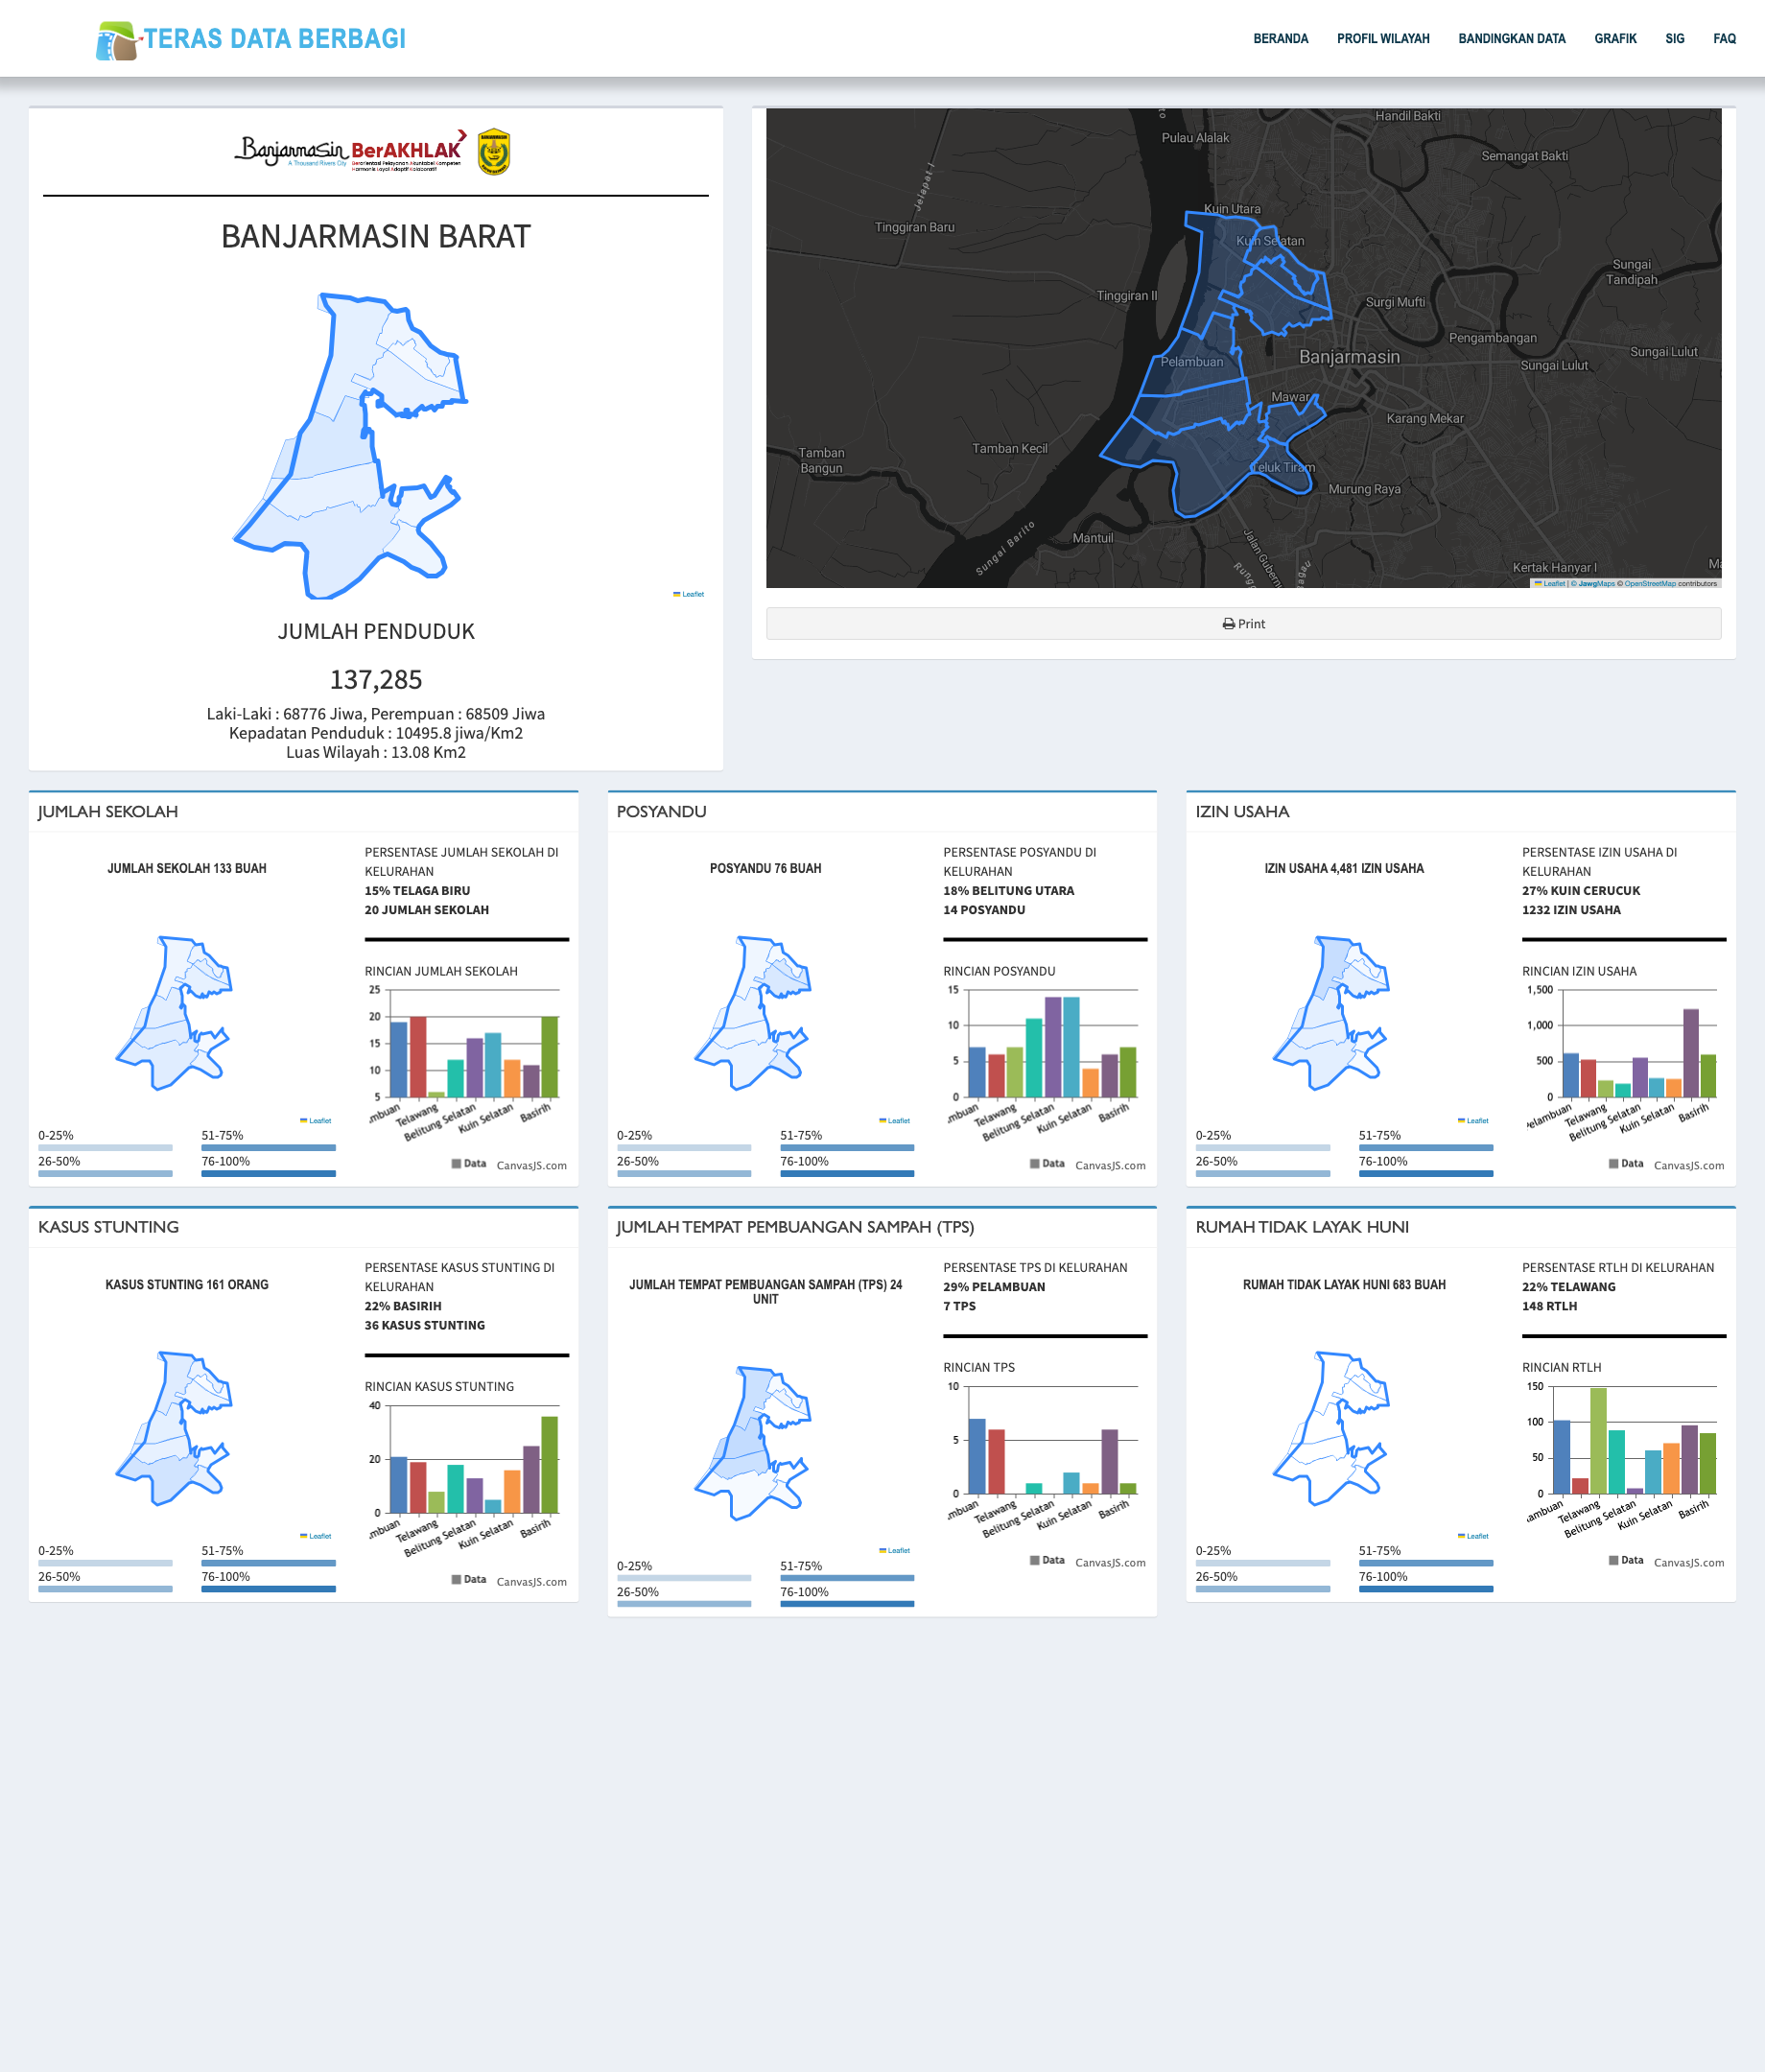 TERAS DATA BERBAGI
BERANDA
PROFIL WILAYAH
BANDINGKAN DATA
GRAFIK
SIG
FAQ
Banjarmasin
A Thousand Rivers City
BerAKHLAK
Berorientasi Pelayanan Akuntabel Kompeten
Harmonis Loyal Adaptif Kolaboratif
BANJARMASIN BARAT
Leaflet
JUMLAH PENDUDUK
137,285
Laki-Laki : 68776 Jiwa, Perempuan : 68509 Jiwa
Kepadatan Penduduk : 10495.8 jiwa/Km2
Luas Wilayah : 13.08 Km2
Handil Bakti
Pulau Alalak
Semangat Bakti
Jelapat I
Kuin Utara
Tinggiran Baru
Kuin Selatan
Sungai
Tandipah
Tinggiran II
Surgi Mufti
Pengambangan
Sungai Lulut
Banjarmasin
Pelambuan
Sungai Lulut
Mawar
Karang Mekar
Tamban Kecil
Tamban
Bangun
Teluk Tiram
Murung Raya
Sungai Barito
Mantuil
Kertak Hanyar I
Leaflet | © JawgMaps © OpenStreetMap contributors
Print
JUMLAH SEKOLAH
JUMLAH SEKOLAH 133 BUAH
Leaflet
0-25%
51-75%
26-50%
76-100%
PERSENTASE JUMLAH SEKOLAH DI
KELURAHAN
15% TELAGA BIRU
20 JUMLAH SEKOLAH
RINCIAN JUMLAH SEKOLAH
25
20
15
10
5
mbuan
Telawang
Belitung Selatan
Kuin Selatan
Basirih
Data
CanvasJS.com
POSYANDU
POSYANDU 76 BUAH
Leaflet
0-25%
51-75%
26-50%
76-100%
PERSENTASE POSYANDU DI
KELURAHAN
18% BELITUNG UTARA
14 POSYANDU
RINCIAN POSYANDU
15
10
5
0
mbuan
Telawang
Belitung Selatan
Kuin Selatan
Basirih
Data
CanvasJS.com
IZIN USAHA
IZIN USAHA 4,481 IZIN USAHA
Leaflet
0-25%
51-75%
26-50%
76-100%
PERSENTASE IZIN USAHA DI
KELURAHAN
27% KUIN CERUCUK
1232 IZIN USAHA
RINCIAN IZIN USAHA
1,500
1,000
500
0
elambuan
Telawang
Belitung Selatan
Kuin Selatan
Basirih
Data
CanvasJS.com
KASUS STUNTING
KASUS STUNTING 161 ORANG
Leaflet
0-25%
51-75%
26-50%
76-100%
PERSENTASE KASUS STUNTING DI
KELURAHAN
22% BASIRIH
36 KASUS STUNTING
RINCIAN KASUS STUNTING
40
20
0
mbuan
Telawang
Belitung Selatan
Kuin Selatan
Basirih
Data
CanvasJS.com
JUMLAH TEMPAT PEMBUANGAN SAMPAH (TPS)
JUMLAH TEMPAT PEMBUANGAN SAMPAH (TPS) 24
UNIT
Leaflet
0-25%
51-75%
26-50%
76-100%
PERSENTASE TPS DI KELURAHAN
29% PELAMBUAN
7 TPS
RINCIAN TPS
10
5
0
mbuan
Telawang
Belitung Selatan
Kuin Selatan
Basirih
Data
CanvasJS.com
RUMAH TIDAK LAYAK HUNI
RUMAH TIDAK LAYAK HUNI 683 BUAH
Leaflet
0-25%
51-75%
26-50%
76-100%
PERSENTASE RTLH DI KELURAHAN
22% TELAWANG
148 RTLH
RINCIAN RTLH
150
100
50
0
ambuan
Telawang
Belitung Selatan
Kuin Selatan
Basirih
Data
CanvasJS.com